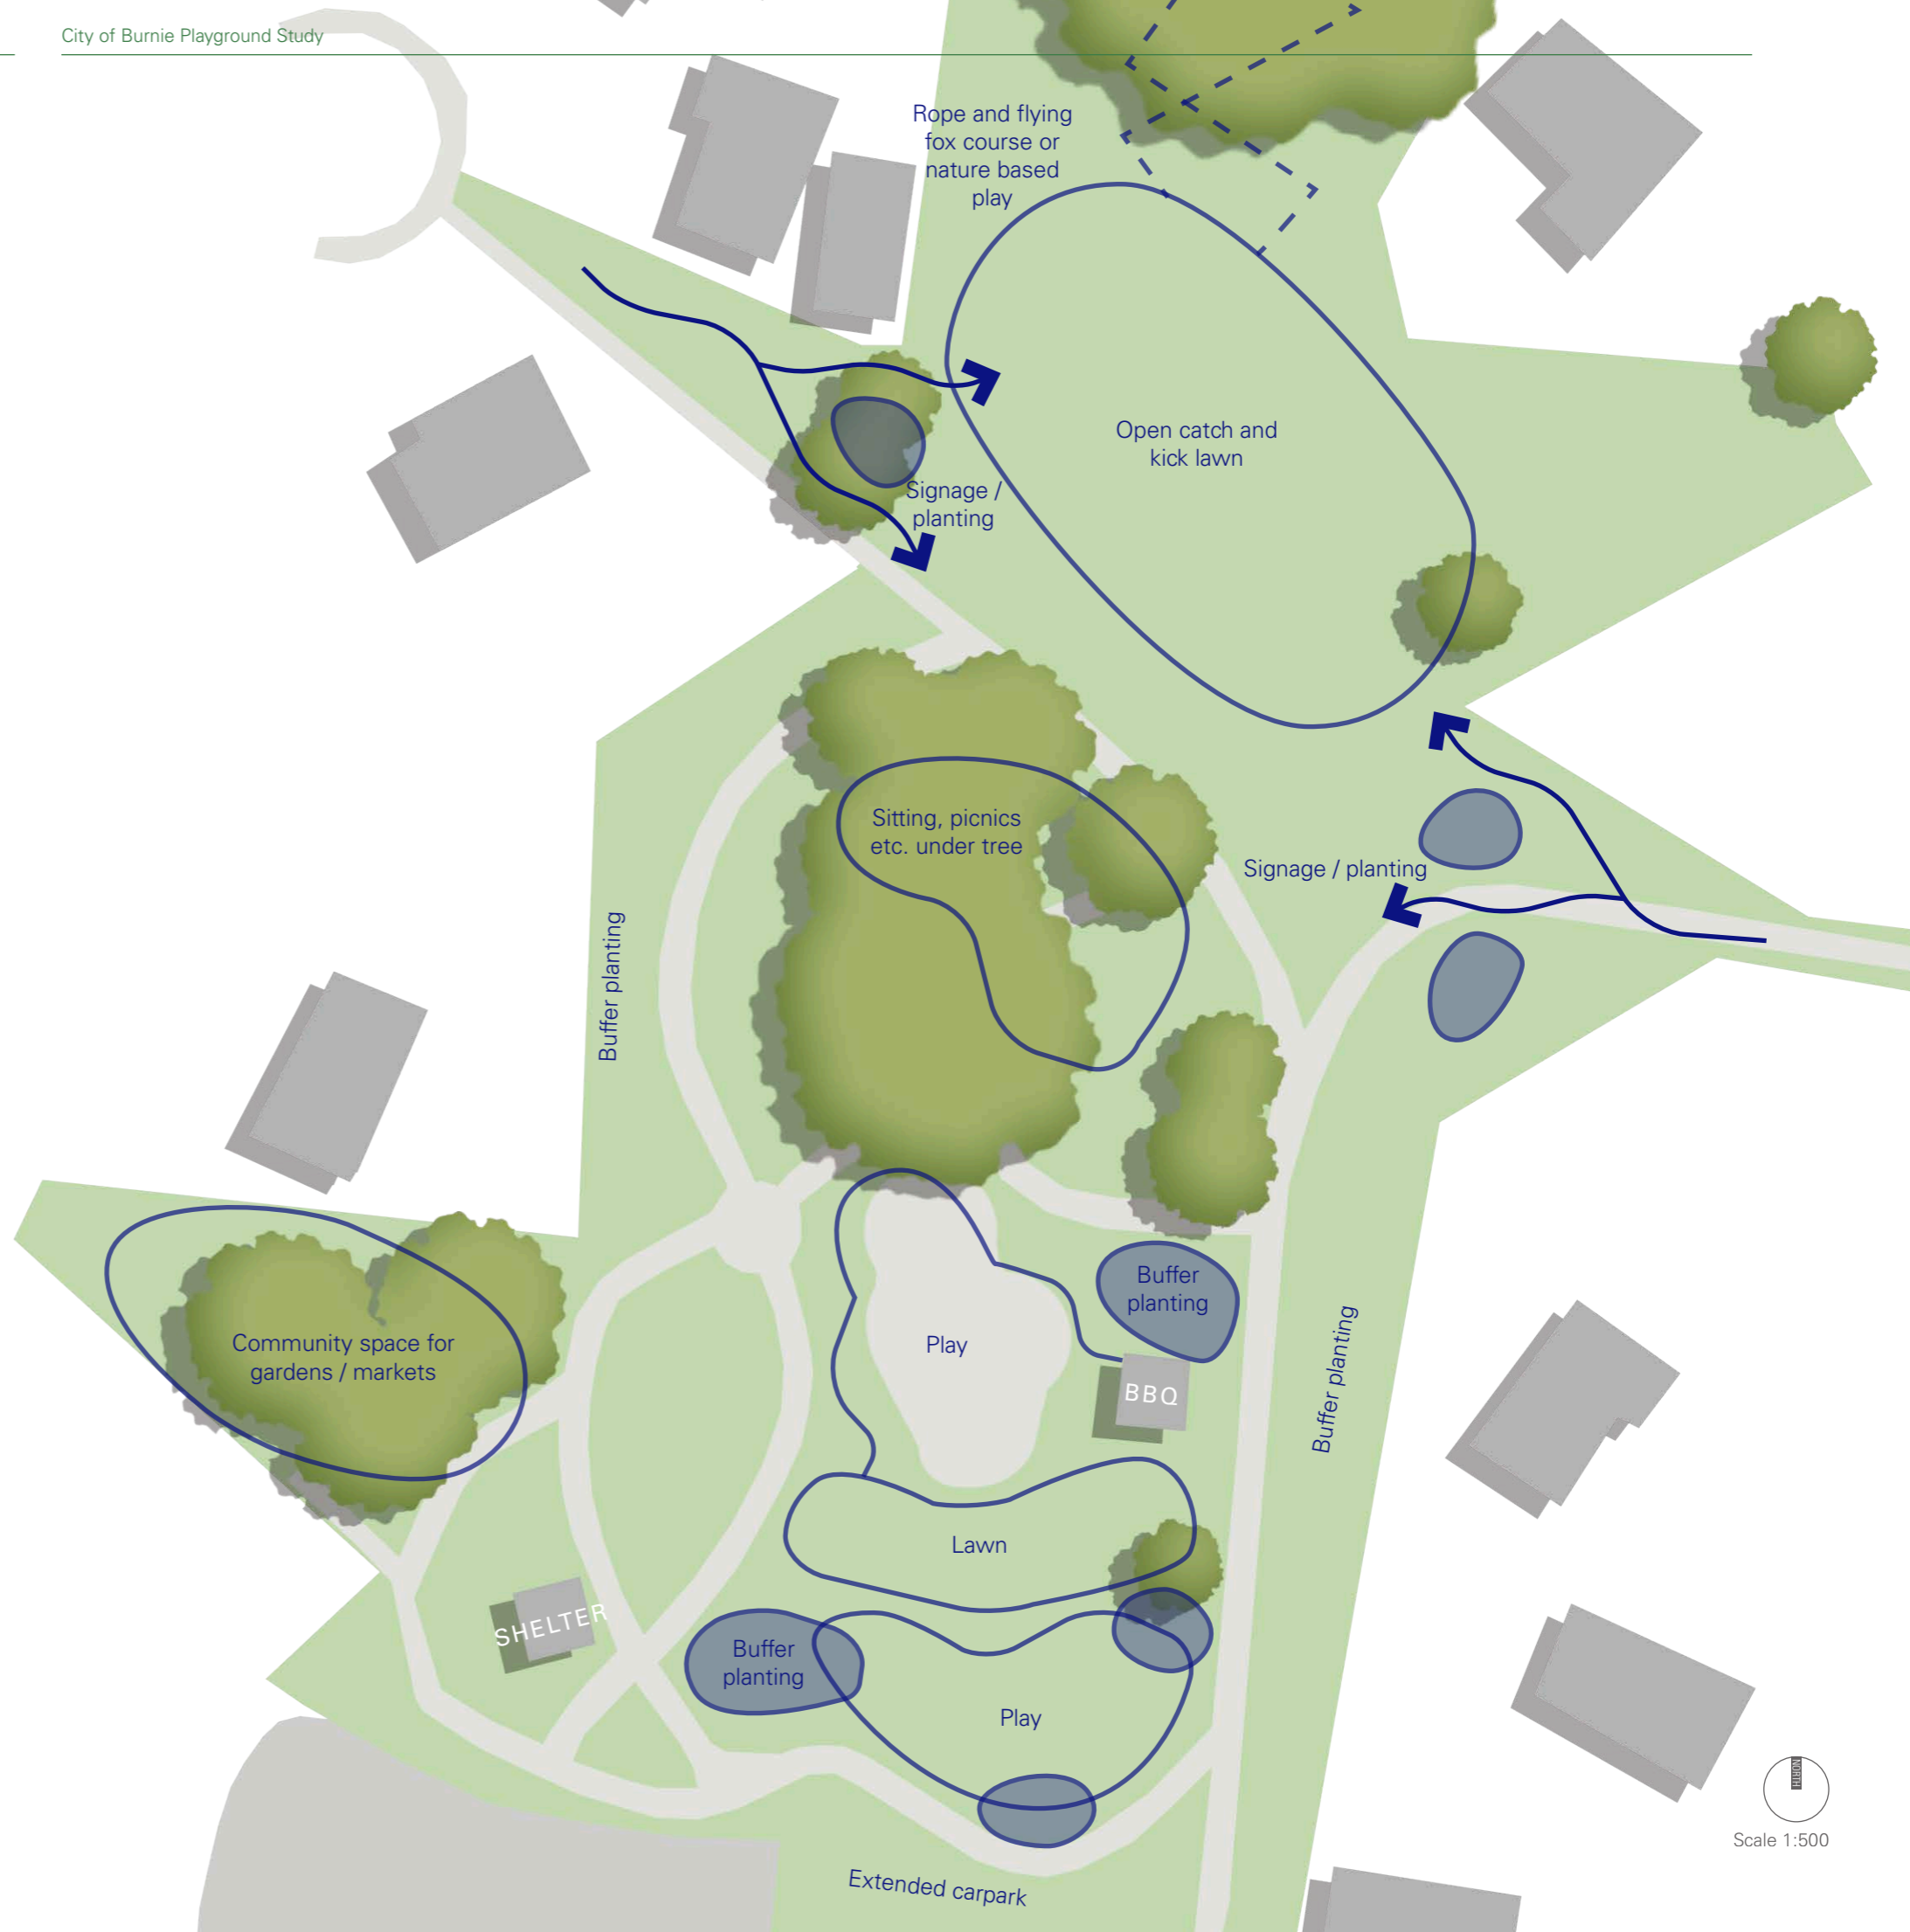 City of Burnie Playground Study
Rope and flying
fox course or
nature based
play
Open catch and
kick lawn
Signage /
planting
Sitting, picnics
etc. under tree
Signage / planting
Buffer planting
Buffer
planting
Community space for
gardens / markets
Play
BBQ
Buffer planting
Lawn
SHELTER
Buffer
planting
Play
NORTH
Scale 1:500
Extended carpark